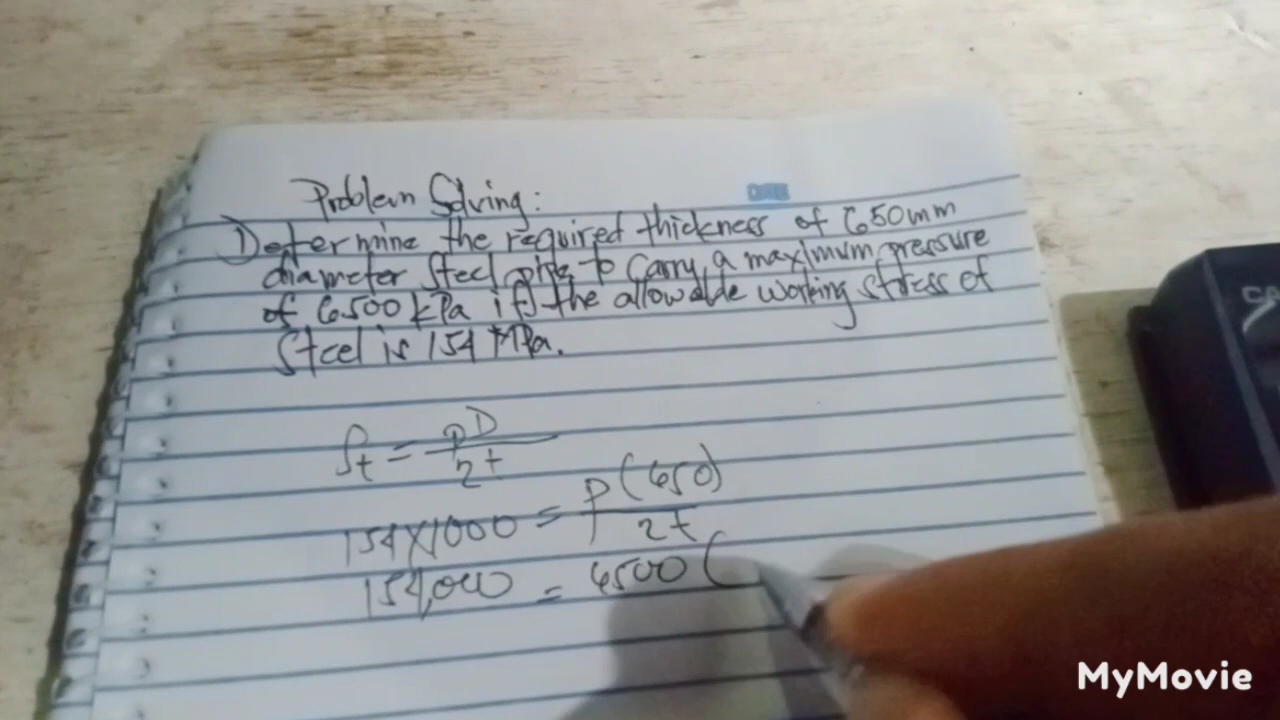 Problem Solving:
1) Determine the required thickness of 650mm
diameter steel pipe to carry a maximum pressure
of 6500 kPa if the allowable working stress of
Steel is 154 MPa.
St = PD / 2t
154x1000 = P(650) / 2t
154,000 = 6500 (
CA
MyMovie